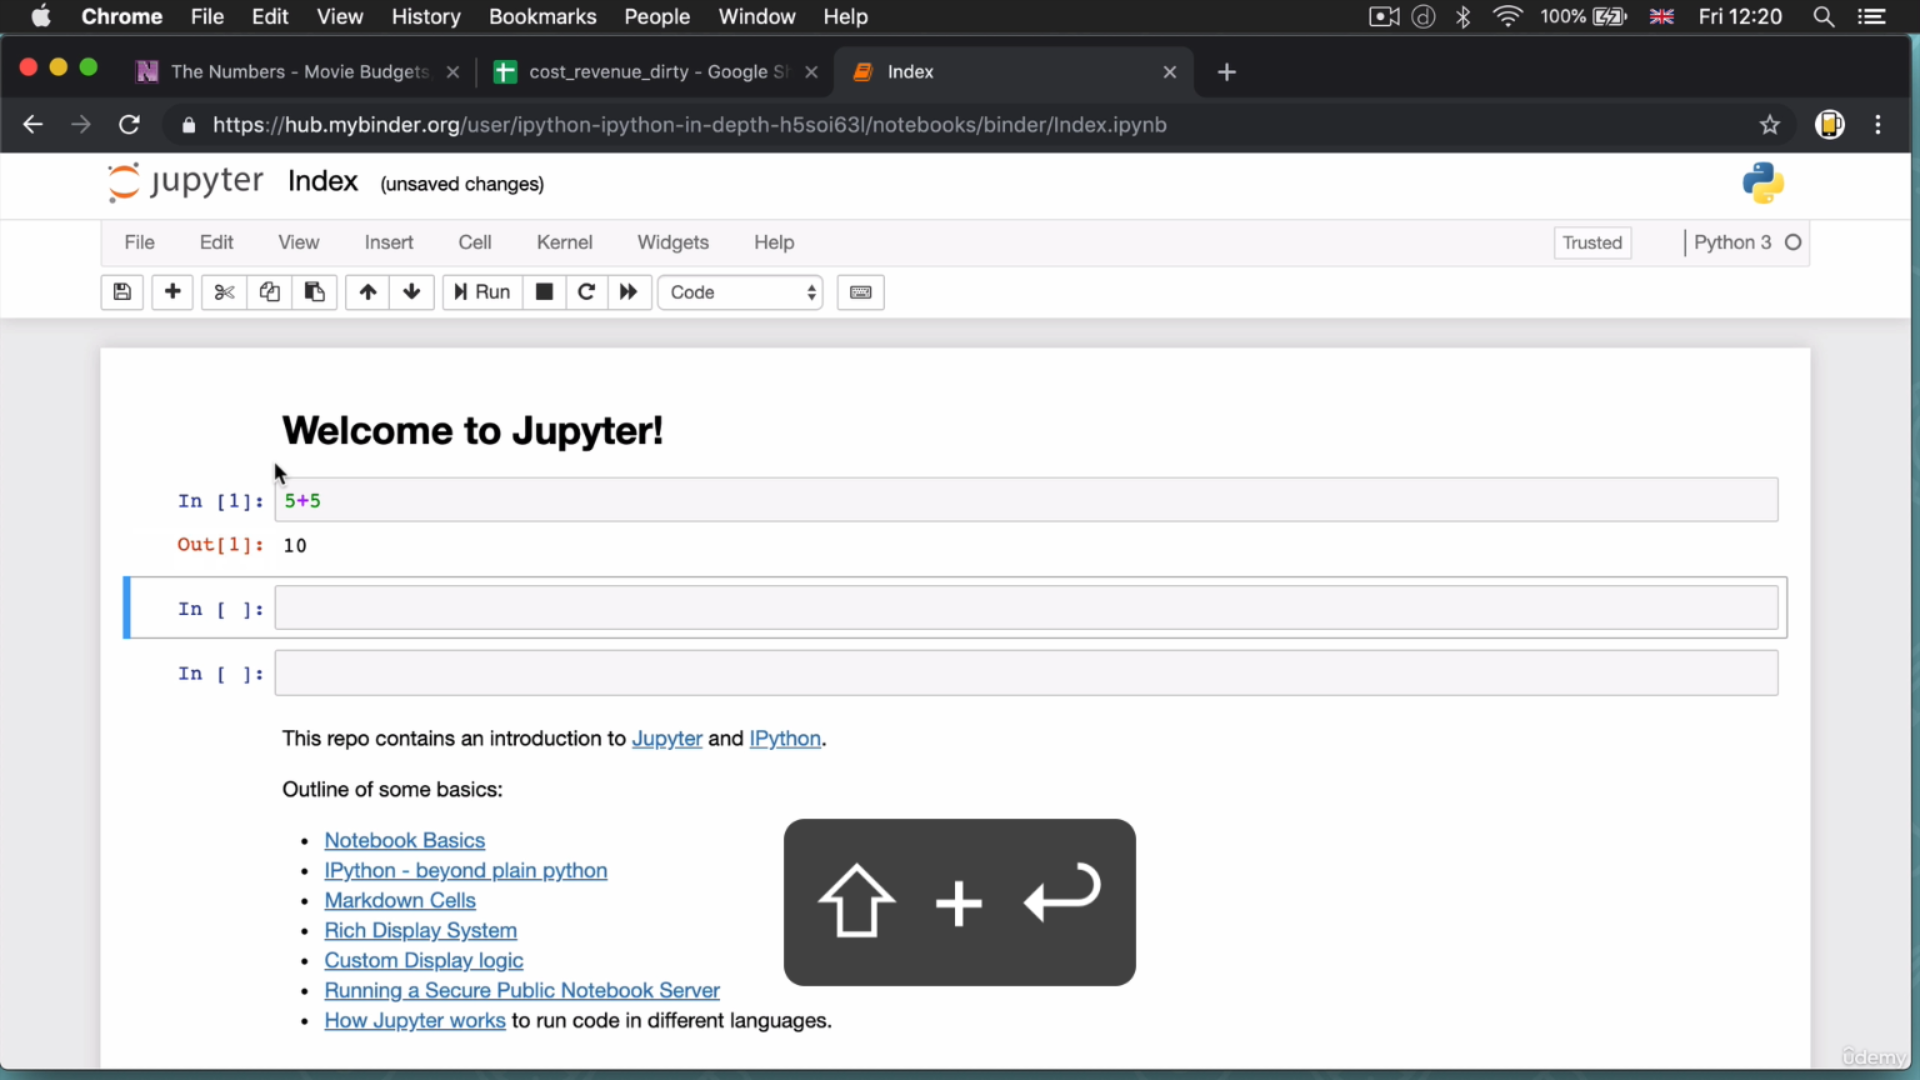 Chrome File Edit View History Bookmarks People Window Help 100% Fri 12:20
The Numbers - Movie Budgets, cost_revenue_dirty - Google Sh Index
https://hub.mybinder.org/user/ipython-ipython-in-depth-h5soi63l/notebooks/binder/Index.ipynb
jupyter Index (unsaved changes)
File Edit View Insert Cell Kernel Widgets Help Trusted Python 3
Run Code
Welcome to Jupyter!
In [1]: 5+5
Out[1]: 10
In [ ]:
In [ ]:
This repo contains an introduction to Jupyter and IPython.
Outline of some basics:
• Notebook Basics
• IPython - beyond plain python
• Markdown Cells
• Rich Display System
• Custom Display logic
• Running a Secure Public Notebook Server
• How Jupyter works to run code in different languages.
+
ûdemy